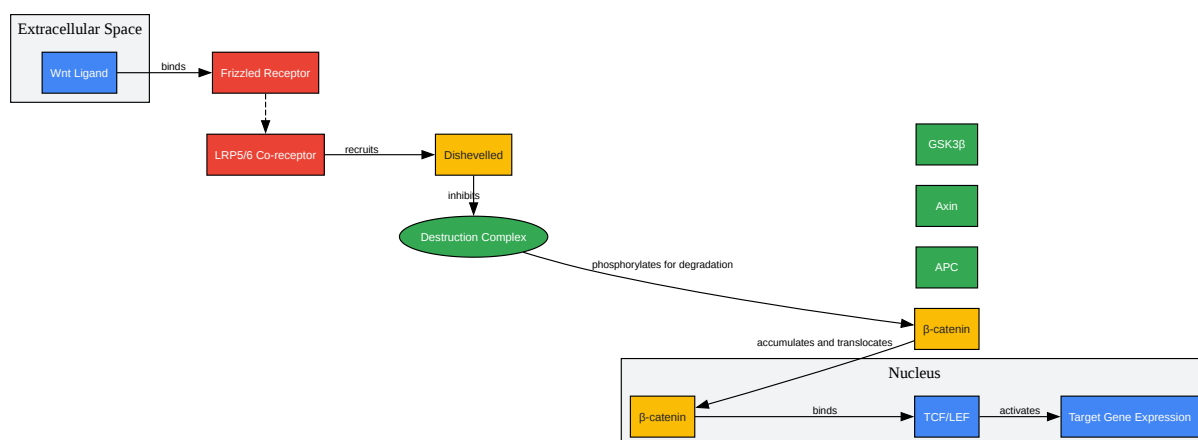 Extracellular Space
Wnt Ligand
binds
Frizzled Receptor
LRP5/6 Co-receptor
recruits
Dishevelled
inhibits
Destruction Complex
phosphorylates for degradation
GSK3β
Axin
APC
β-catenin
accumulates and translocates
Nucleus
β-catenin
binds
TCF/LEF
activates
Target Gene Expression